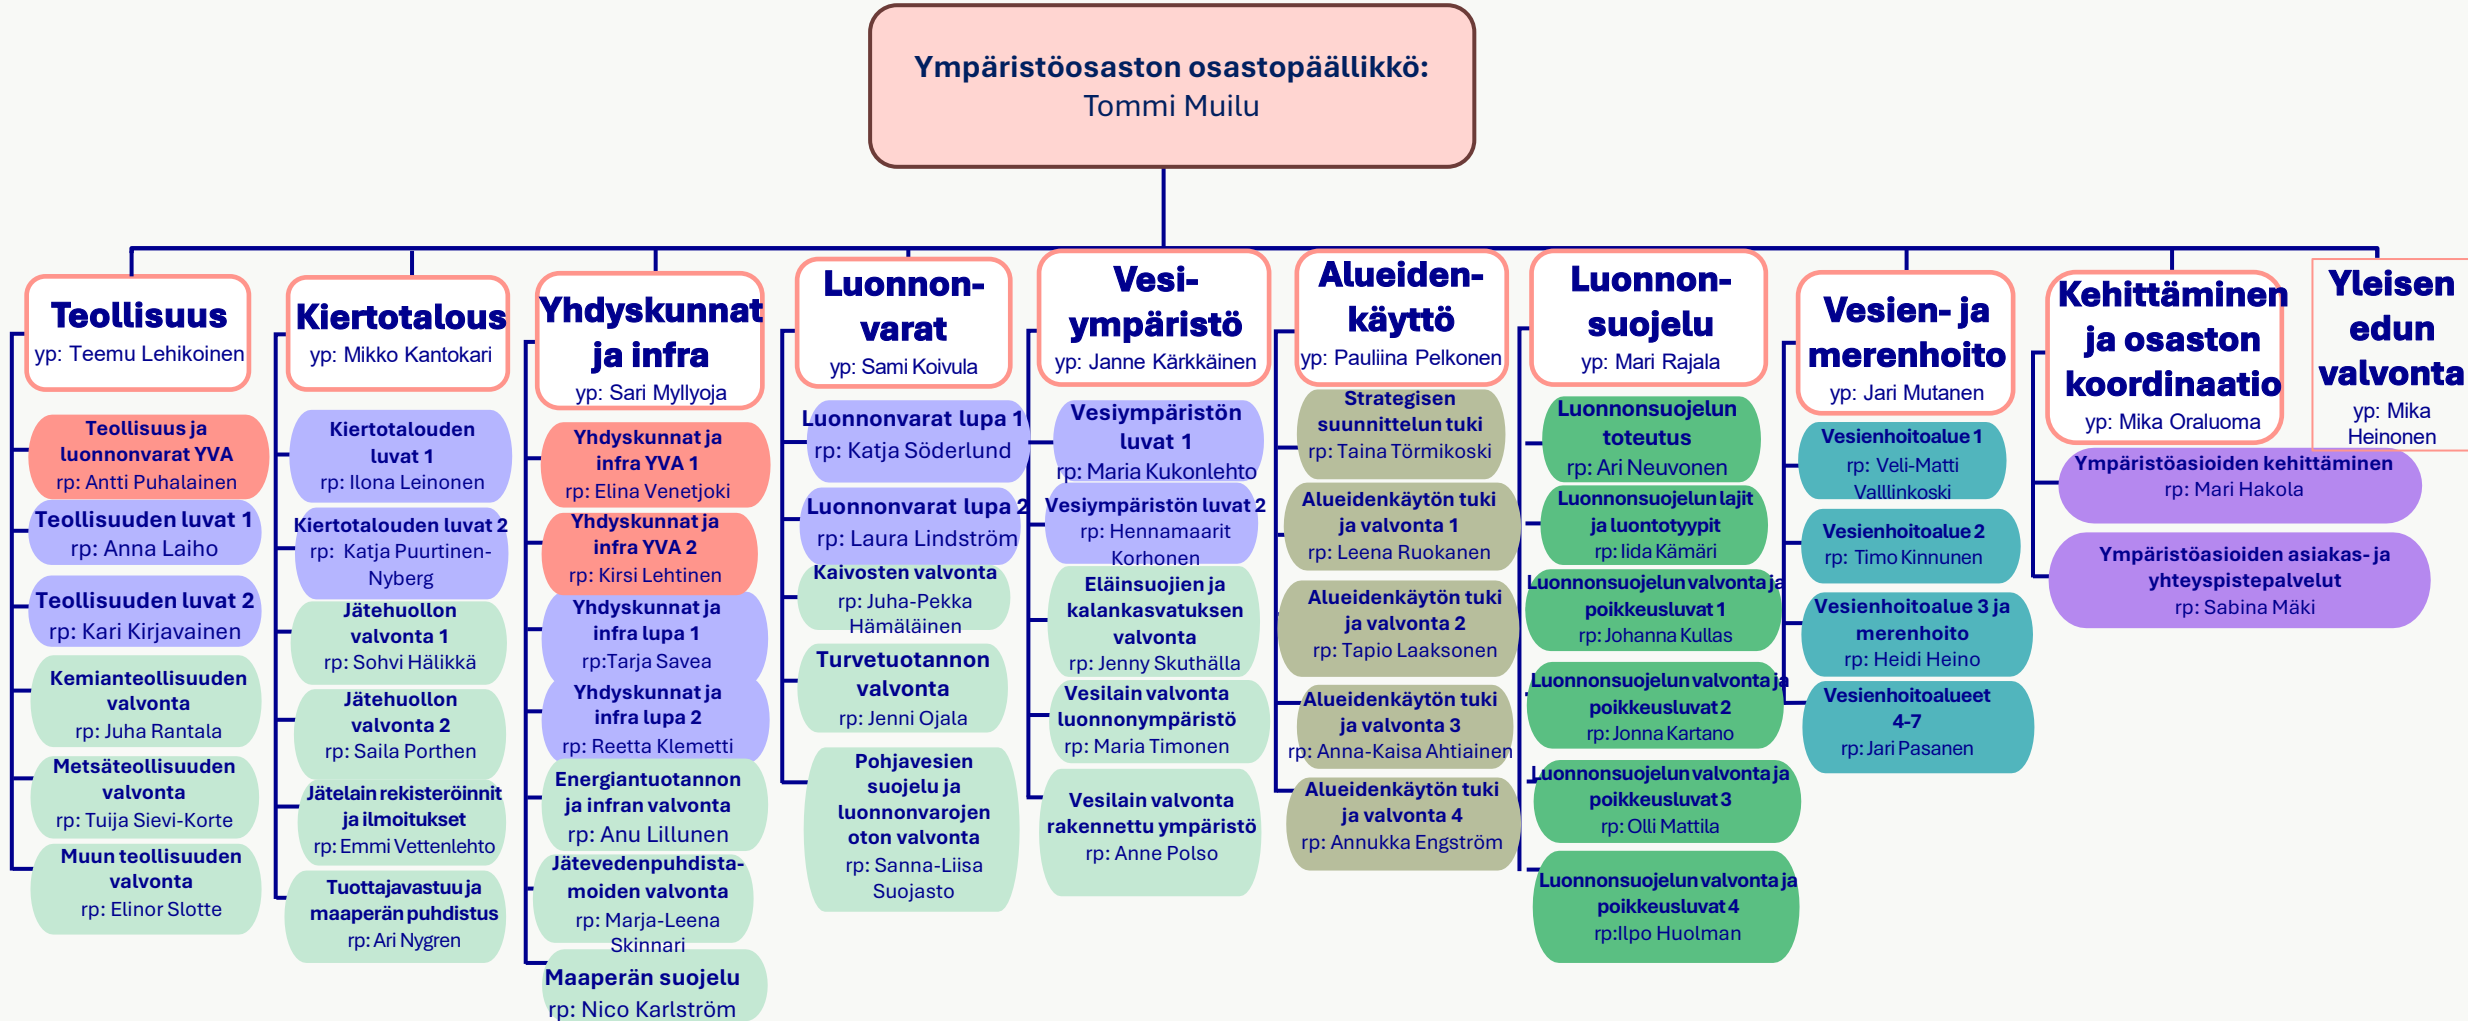 Ympäristöosaston osastopäällikkö:
Tommi Muilu
Teollisuus
yp: Teemu Lehikoinen
Teollisuus ja
luonnonvarat YVA
rp: Antti Puhalainen
Teollisuuden luvat 1
rp: Anna Laiho
Teollisuuden luvat 2
rp: Kari Kirjavainen
Kemianteollisuuden
valvonta
rp: Juha Rantala
Metsäteollisuuden
valvonta
rp: Tuija Sievi-Korte
Muun teollisuuden
valvonta
rp: Elinor Slotte
Kiertotalous
yp: Mikko Kantokari
Kiertotalouden
luvat 1
rp: Ilona Leinonen
Kiertotalouden luvat 2
rp: Katja Puurtinen-
Nyberg
Jätehuollon
valvonta 1
rp: Sohvi Hälikkä
Jätehuollon
valvonta 2
rp: Saila Porthen
Jätelain rekisteröinnit
ja ilmoitukset
rp: Emmi Vettenlehto
Tuottajavastuu ja
maaperän puhdistus
rp: Ari Nygren
Yhdyskunnat
ja infra
yp: Sari Myllyoja
Yhdyskunnat ja
infra YVA 1
rp: Elina Venetjoki
Yhdyskunnat ja
infra YVA 2
rp: Kirsi Lehtinen
Yhdyskunnat ja
infra lupa 1
rp:Tarja Savea
Yhdyskunnat ja
infra lupa 2
rp: Reetta Klemetti
Energiantuotannon
ja infran valvonta
rp: Anu Lillunen
Jätevedenpuhdista-
moiden valvonta
rp: Marja-Leena
Skinnari
Maaperän suojelu
rp: Nico Karlström
Luonnon-
varat
yp: Sami Koivula
Luonnonvarat lupa 1
rp: Katja Söderlund
Luonnonvarat lupa 2
rp: Laura Lindström
Kaivosten valvonta
rp: Juha-Pekka
Hämäläinen
Turvetuotannon
valvonta
rp: Jenni Ojala
Pohjavesien
suojelu ja
luonnonvarojen
oton valvonta
rp: Sanna-Liisa
Suojasto
Vesi-
ympäristö
yp: Janne Kärkkäinen
Vesiympäristön
luvat 1
rp: Maria Kukonlehto
Vesiympäristön luvat 2
rp: Hennamaarit
Korhonen
Eläinsuojien ja
kalankasvatuksen
valvonta
rp: Jenny Skuthälla
Vesilain valvonta
luonnonympäristö
rp: Maria Timonen
Vesilain valvonta
rakennettu ympäristö
rp: Anne Polso
Alueiden-
käyttö
yp: Pauliina Pelkonen
Strategisen
suunnittelun tuki
rp: Taina Törmikoski
Alueidenkäytön tuki
ja valvonta 1
rp: Leena Ruokanen
Alueidenkäytön tuki
ja valvonta 2
rp: Tapio Laaksonen
Alueidenkäytön tuki
ja valvonta 3
rp: Anna-Kaisa Ahtiainen
Alueidenkäytön tuki
ja valvonta 4
rp: Annukka Engström
Luonnon-
suojelu
yp: Mari Rajala
Luonnonsuojelun
toteutus
rp: Ari Neuvonen
Luonnonsuojelun lajit
ja luontotyypit
rp: Iida Kämäri
Luonnonsuojelun valvonta ja
poikkeusluvat 1
rp: Johanna Kullas
Luonnonsuojelun valvonta ja
poikkeusluvat 2
rp: Jonna Kartano
Luonnonsuojelun valvonta ja
poikkeusluvat 3
rp: Olli Mattila
Luonnonsuojelun valvonta ja
poikkeusluvat 4
rp:Ilpo Huolman
Vesien- ja
merenhoito
yp: Jari Mutanen
Vesienhoitoalue 1
rp: Veli-Matti
Valllinkoski
Vesienhoitoalue 2
rp: Timo Kinnunen
Vesienhoitoalue 3 ja
merenhoito
rp: Heidi Heino
Vesienhoitoalueet
4-7
rp: Jari Pasanen
Kehittäminen
ja osaston
koordinaatio
yp: Mika Oraluoma
Ympäristöasioiden kehittäminen
rp: Mari Hakola
Ympäristöasioiden asiakas- ja
yhteyspistepalvelut
rp: Sabina Mäki
Yleisen
edun
valvonta
yp: Mika
Heinonen